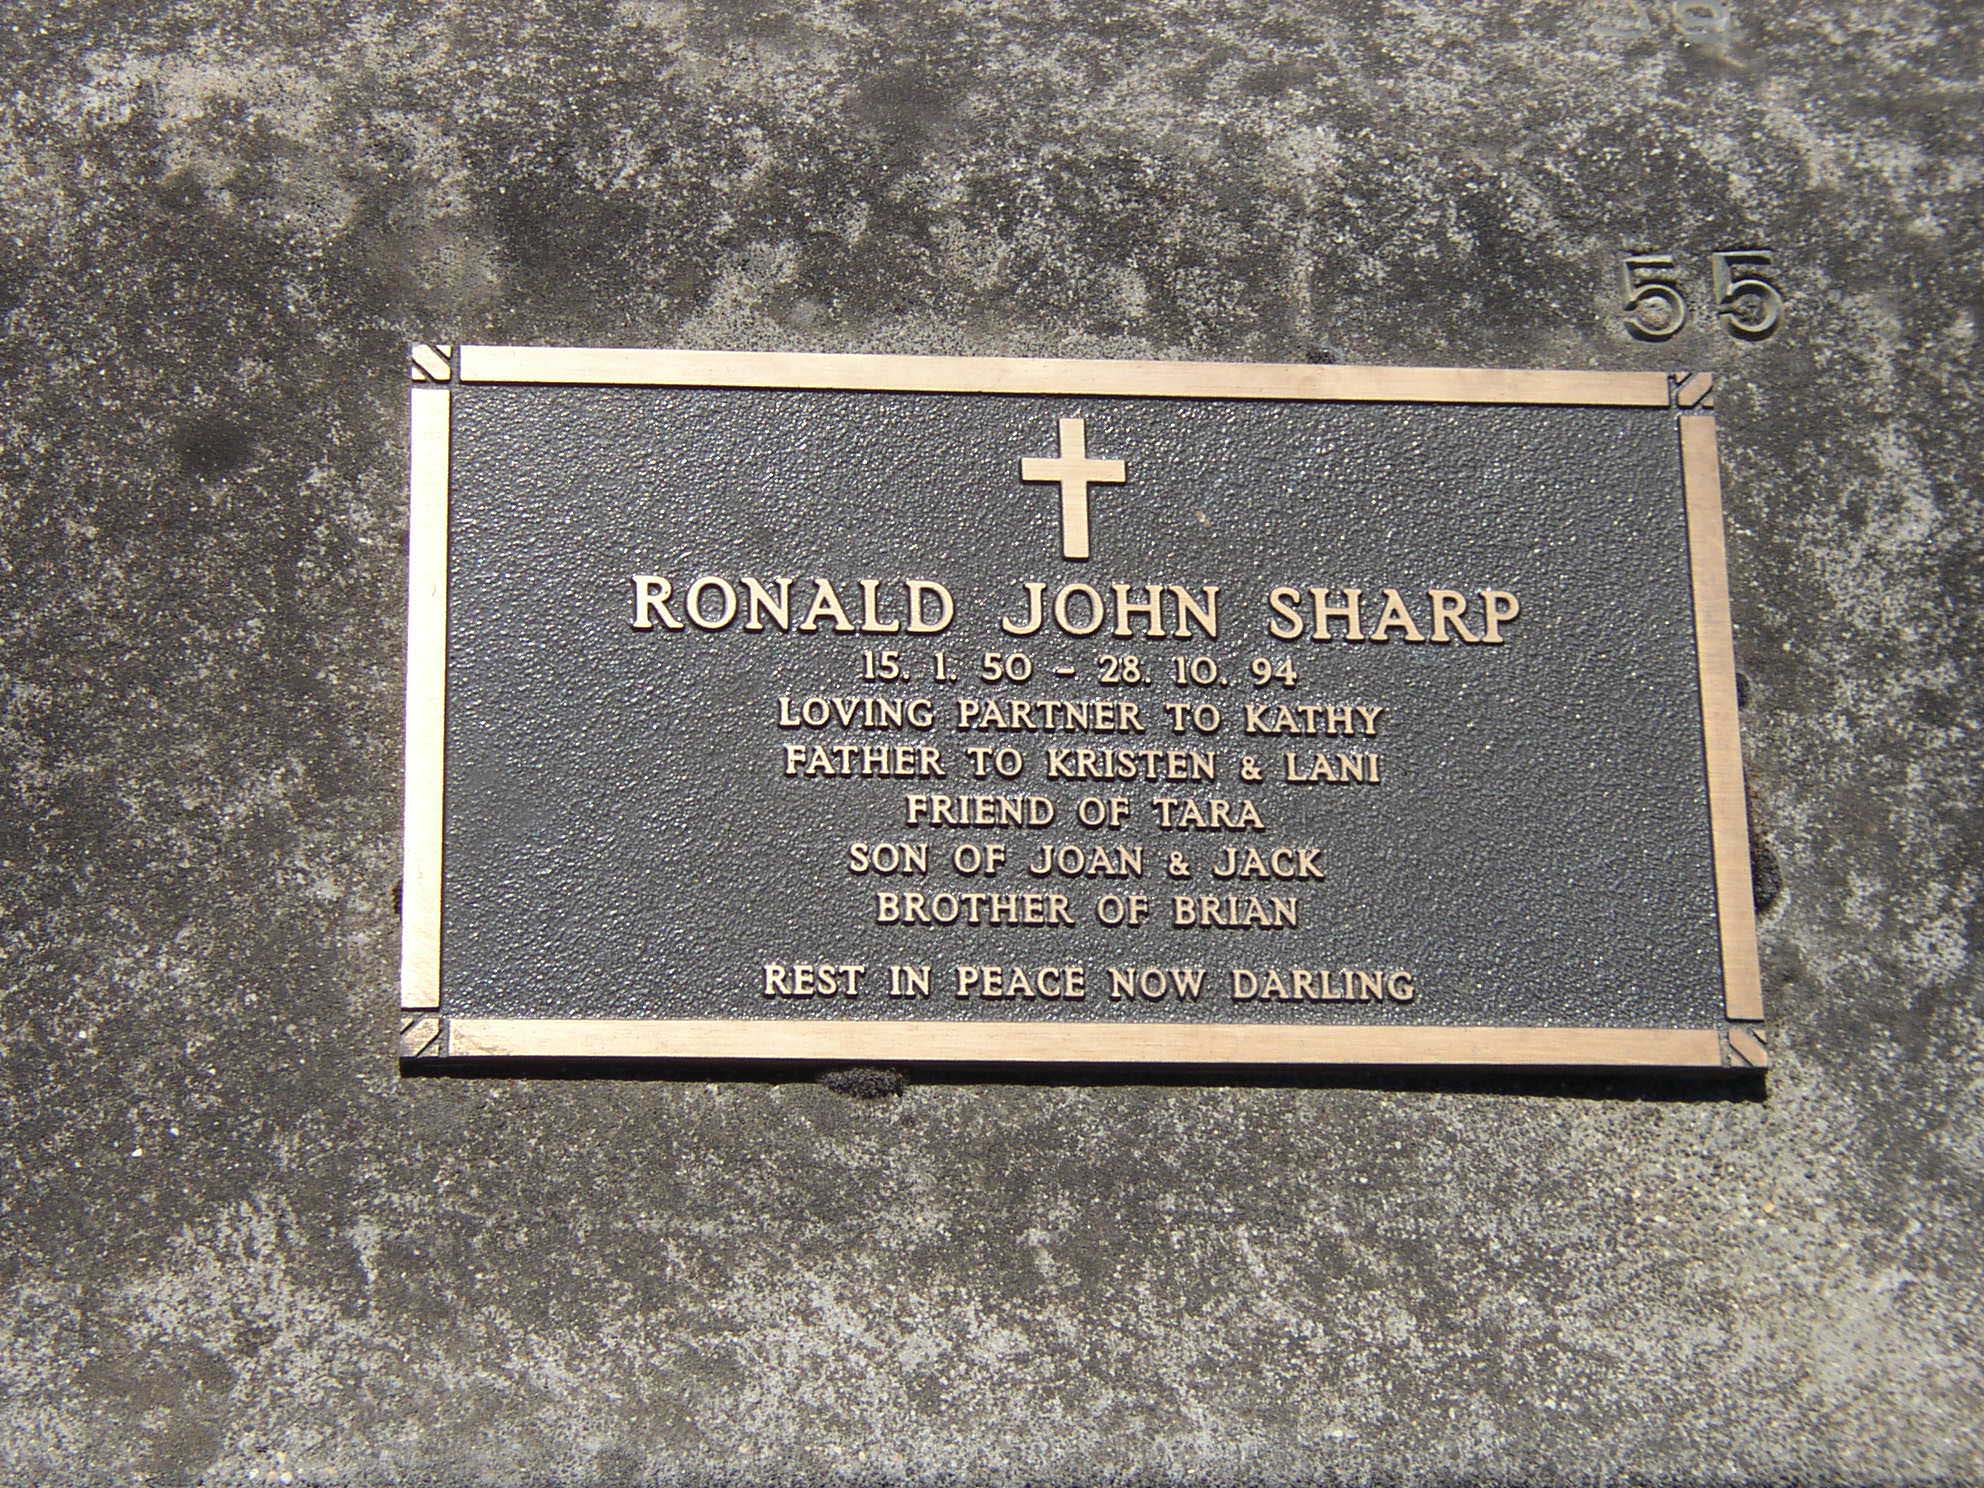 55
RONALD JOHN SHARP
15. 1. 50 - 28. 10. 94
LOVING PARTNER TO KATHY
FATHER TO KRISTEN & LANI
FRIEND OF TARA
SON OF JOAN & JACK
BROTHER OF BRIAN
REST IN PEACE NOW DARLING